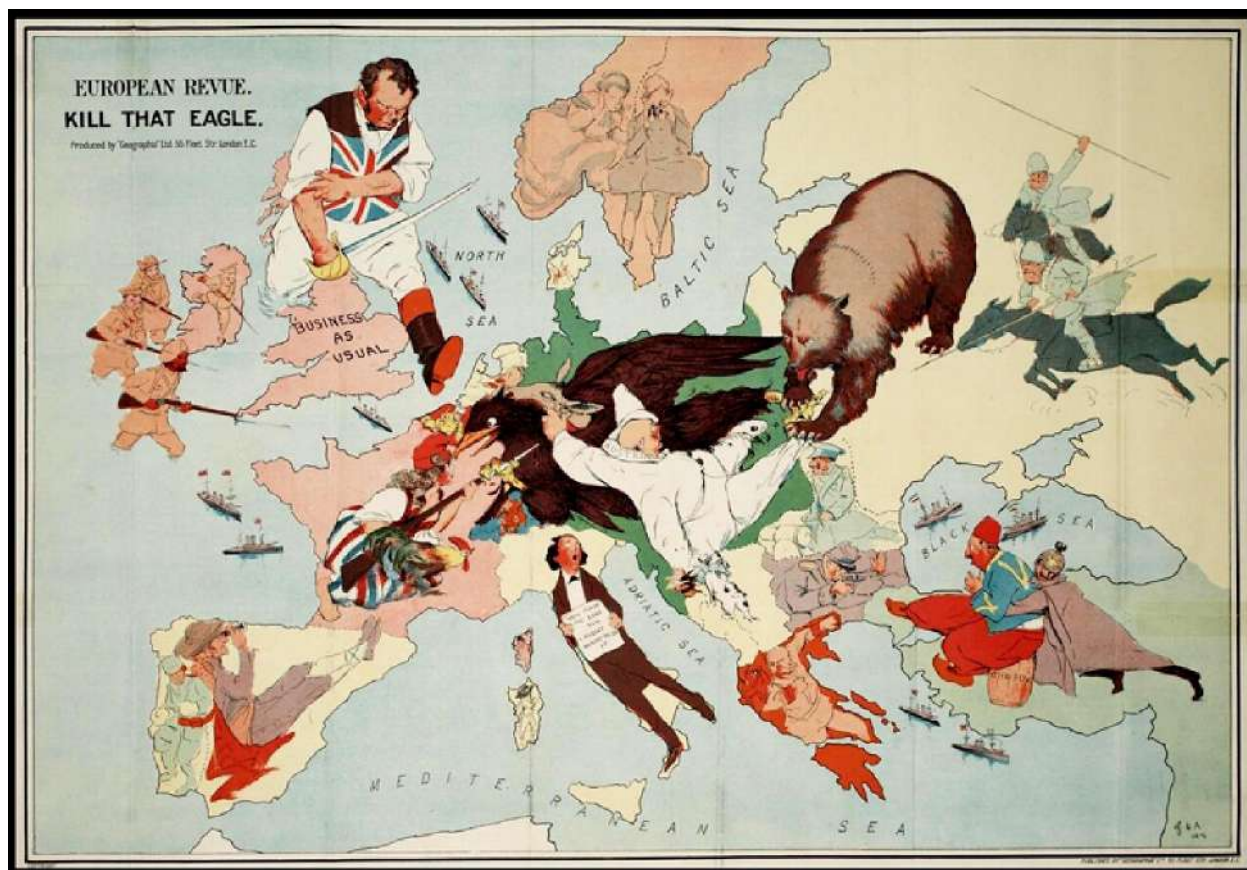 EUROPEAN REVUE.
KILL THAT EAGLE.
Produced by "Geographia" Ltd. 55 Fleet Str London E.C.
NORTH
SEA
BALTIC SEA
BUSINESS
AS
USUAL
BLACK SEA
ADRIATIC SEA
MEDITERRANEAN SEA